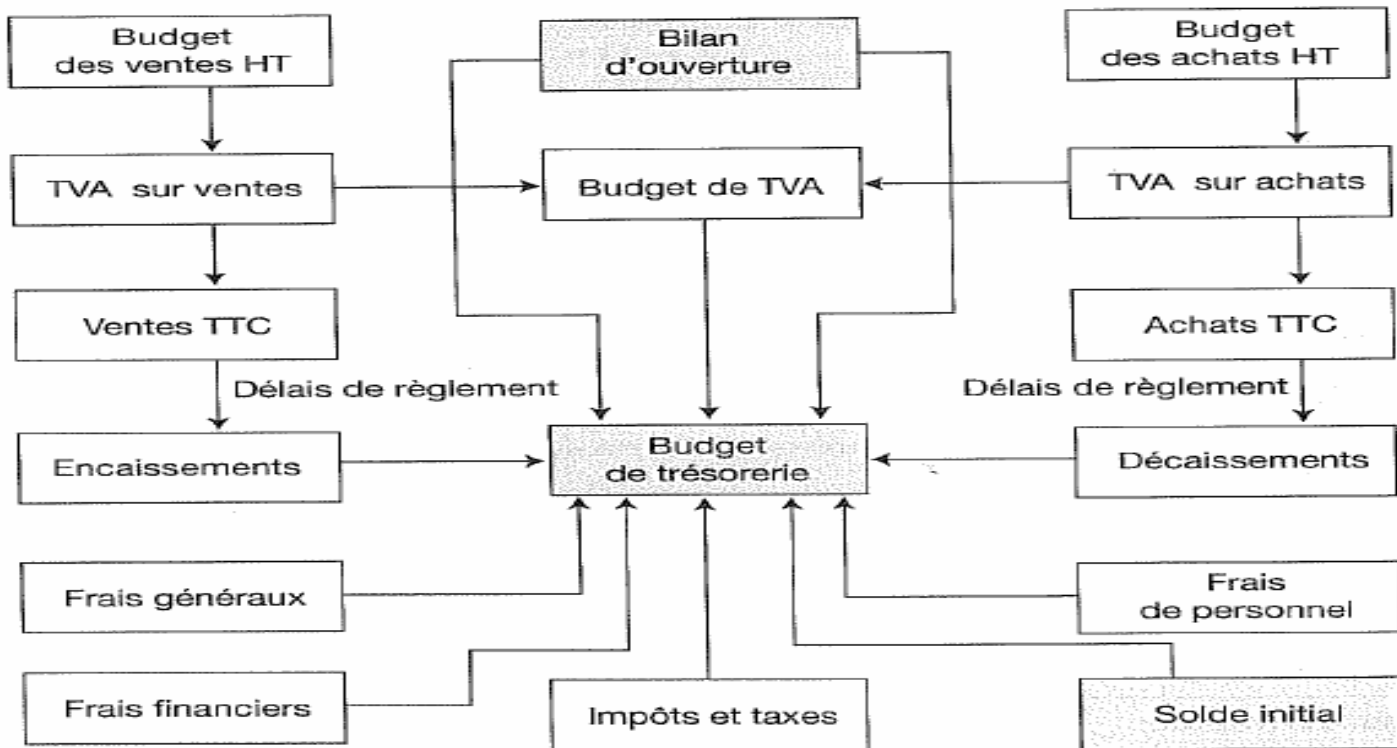 Budget
des ventes HT
Bilan
d'ouverture
Budget
des achats HT
TVA sur ventes
Budget de TVA
TVA sur achats
Ventes TTC
Achats TTC
Délais de règlement
Délais de règlement
Encaissements
Budget
de trésorerie
Décaissements
Frais généraux
Frais
de personnel
Frais financiers
Impôts et taxes
Solde initial